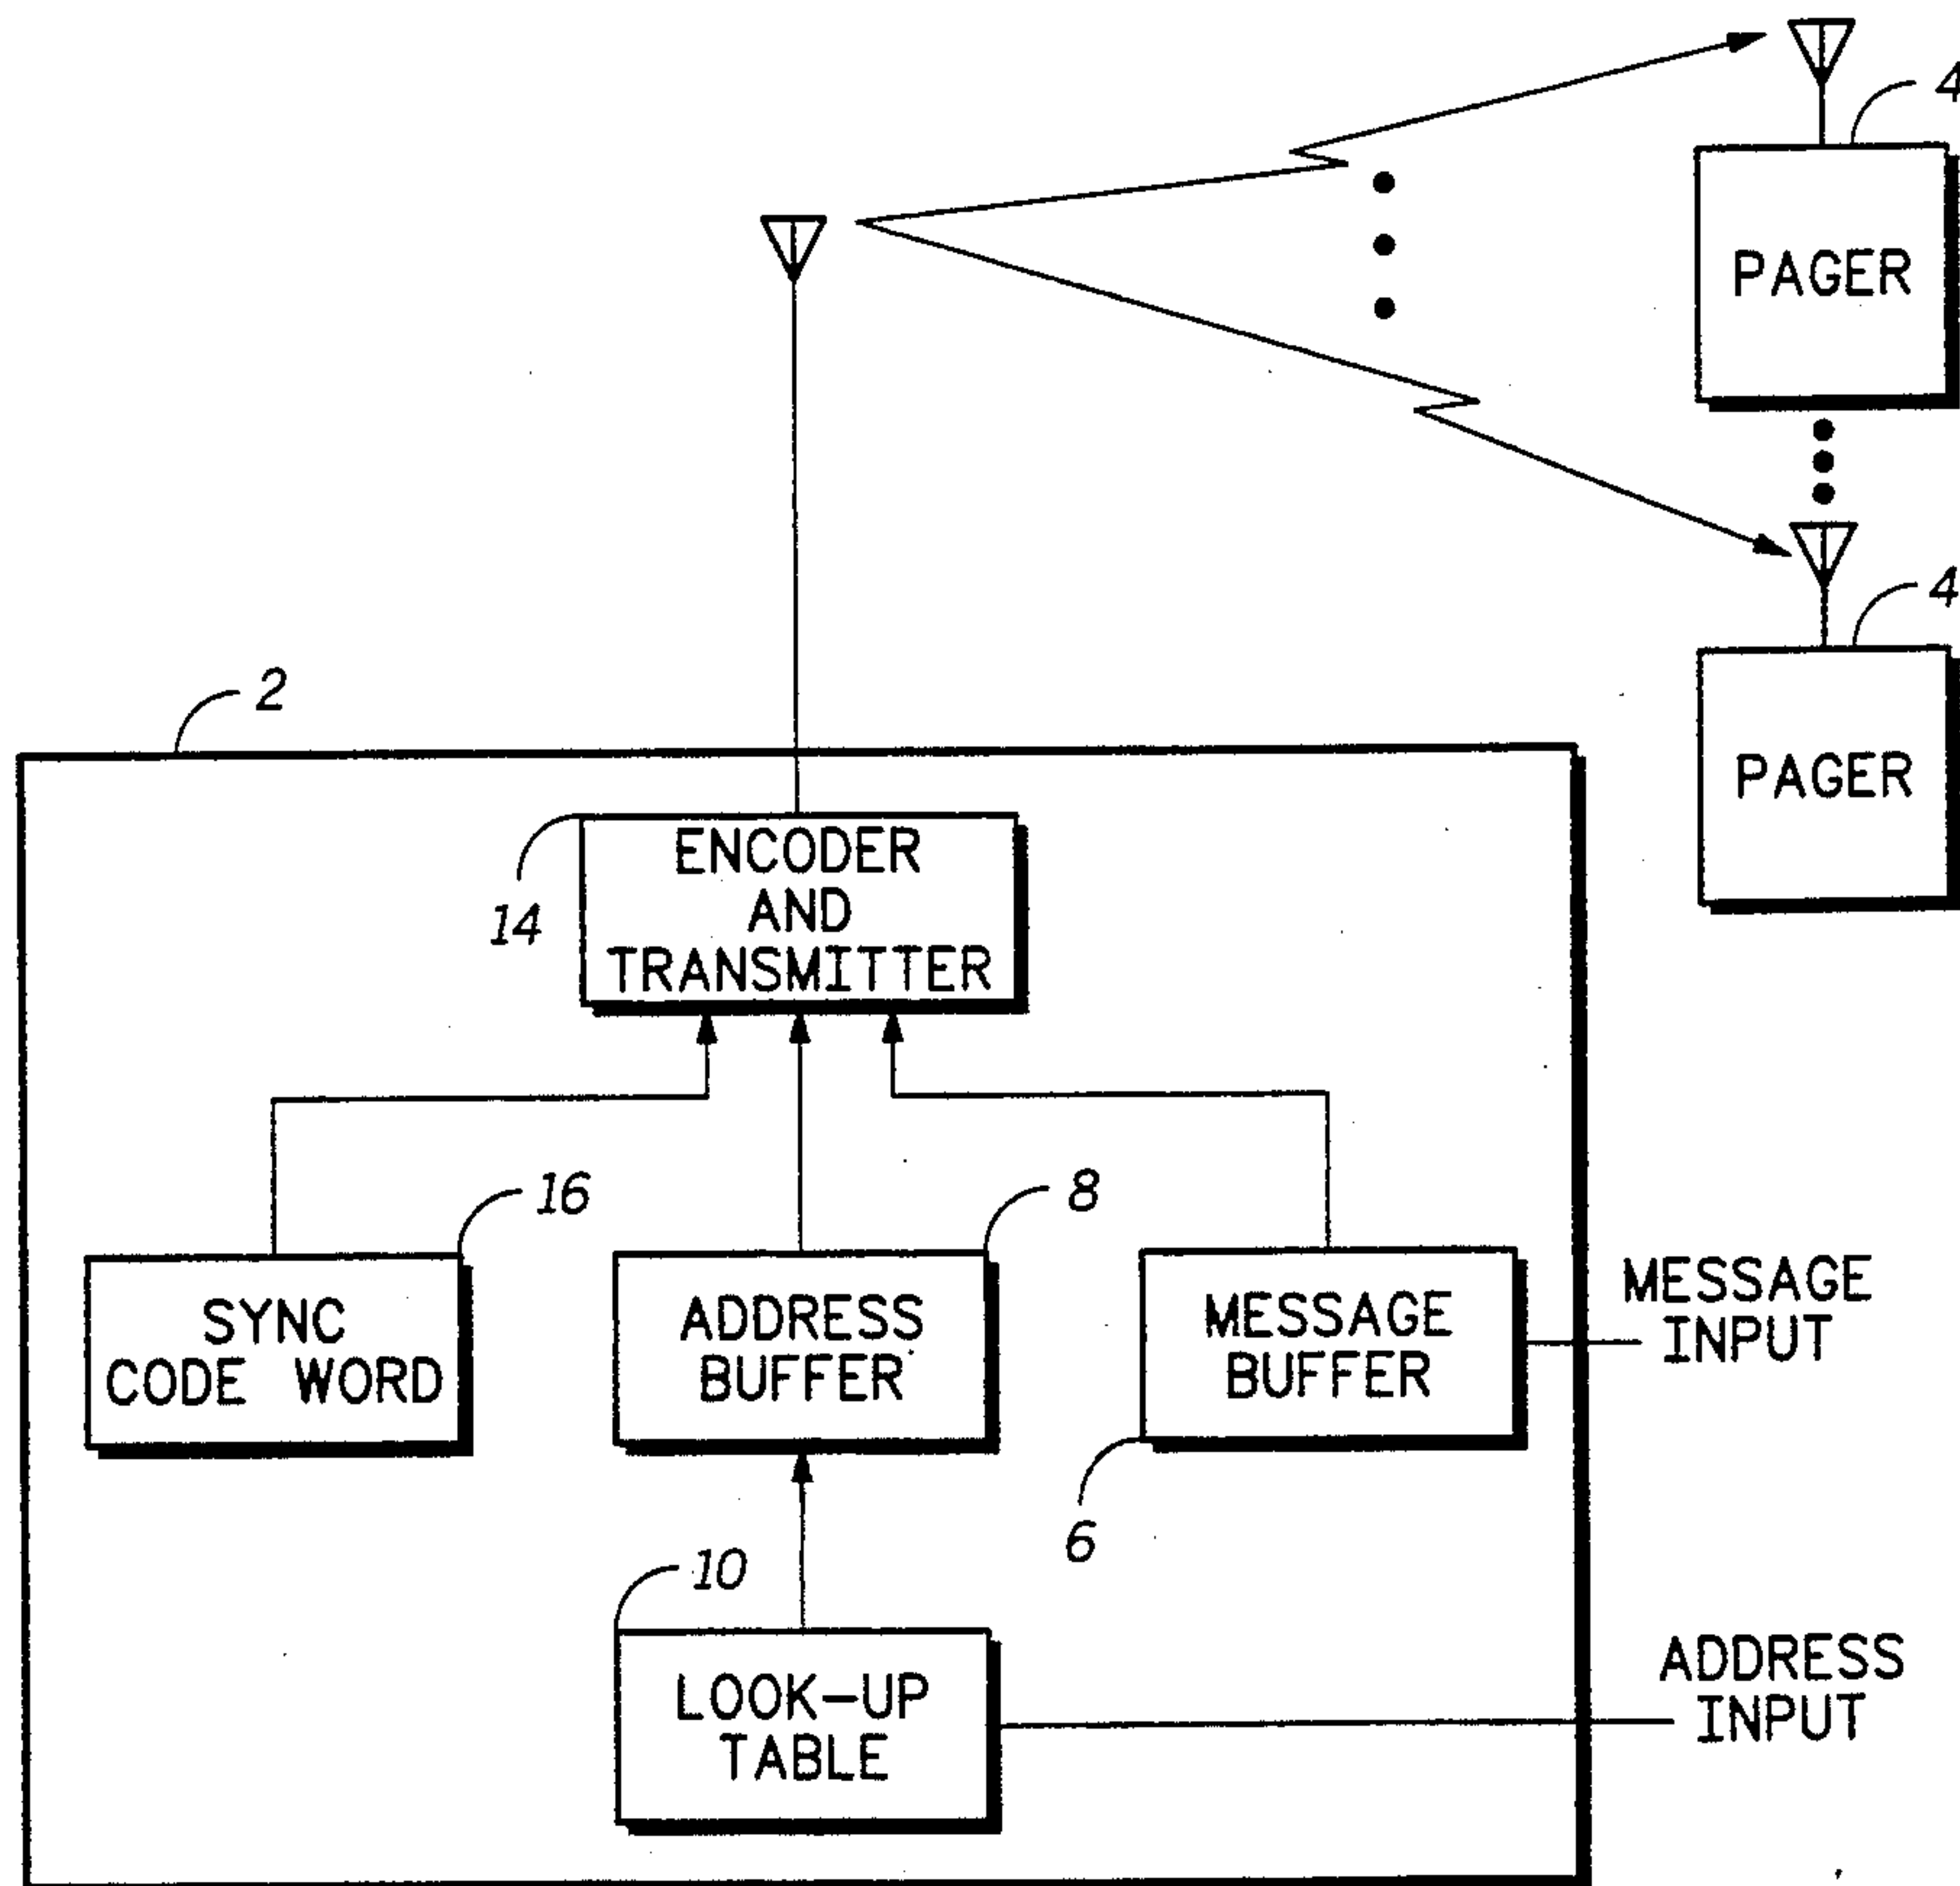 4
PAGER
4
PAGER
2
ENCODER
AND
TRANSMITTER
14
16
8
SYNC
CODE WORD
ADDRESS
BUFFER
MESSAGE
BUFFER
MESSAGE
INPUT
6
10
LOOK-UP
TABLE
ADDRESS
INPUT